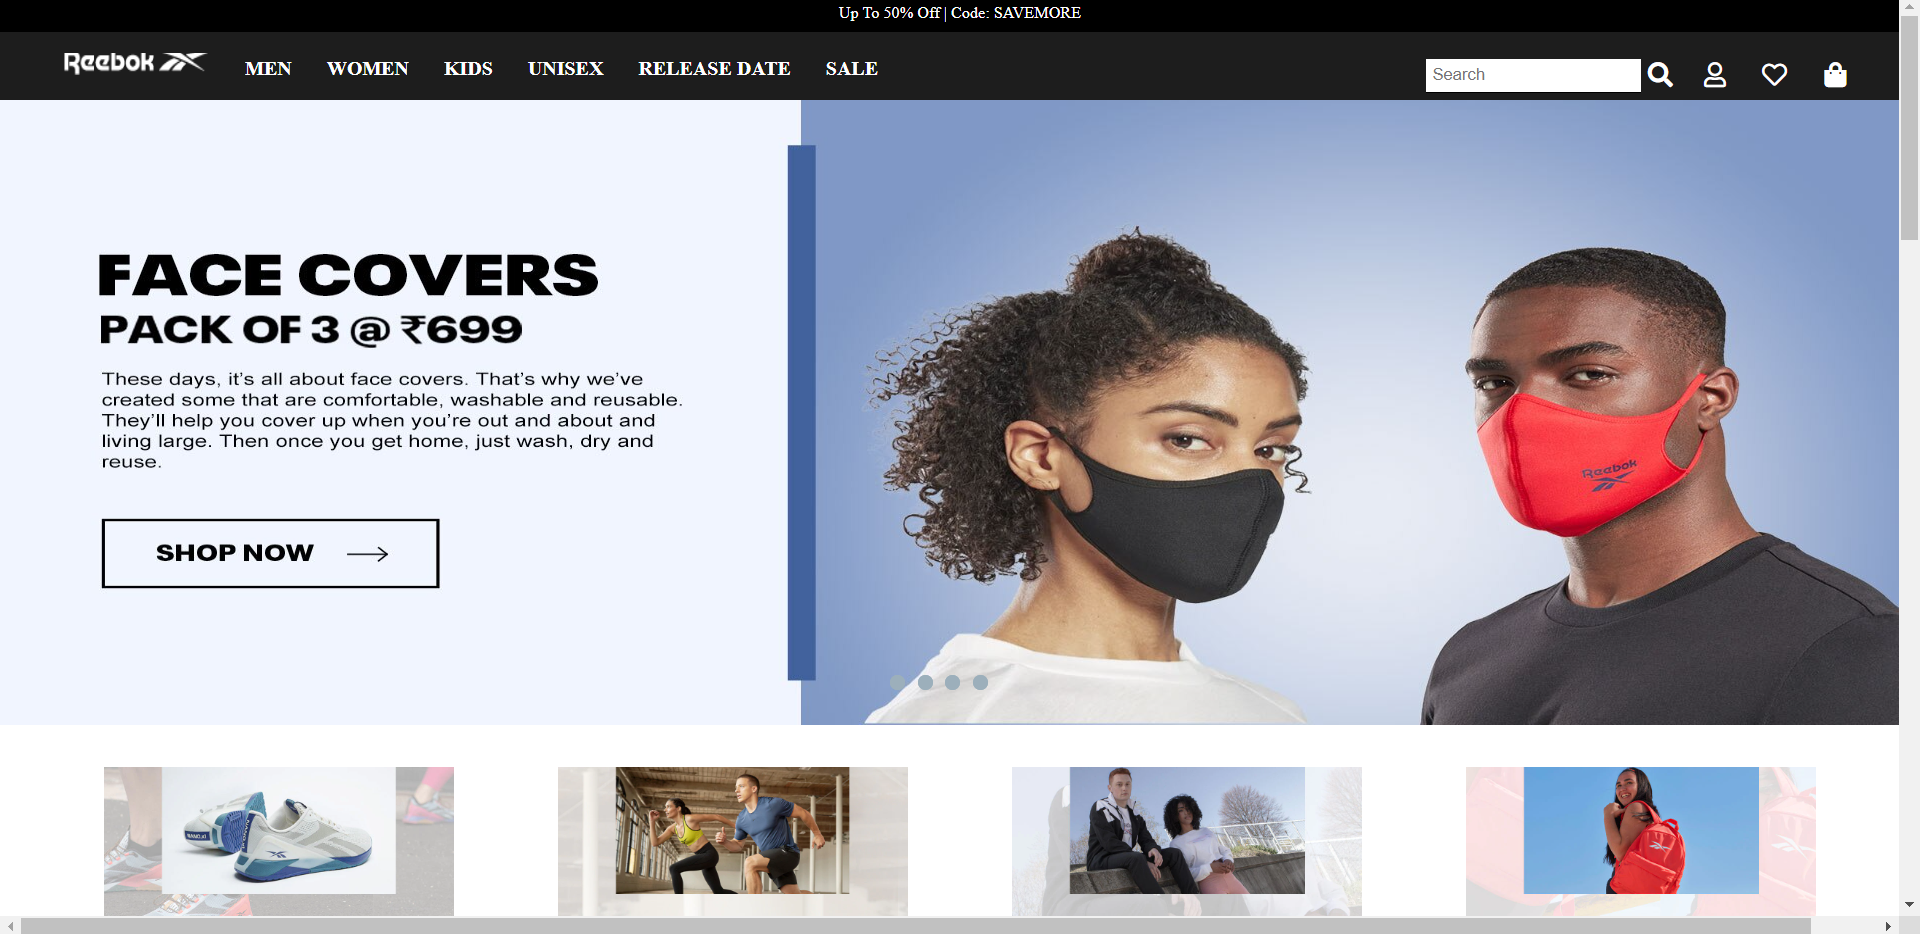 Up To 50% Off | Code: SAVEMORE
Reebok
MEN
WOMEN
KIDS
UNISEX
RELEASE DATE
SALE
Search
FACE COVERS
PACK OF 3 @ ₹699
These days, it’s all about face covers. That’s why we’ve
created some that are comfortable, washable and reusable.
They’ll help you cover up when you’re out and about and
living large. Then once you get home, just wash, dry and
reuse.
SHOP NOW
Reebok